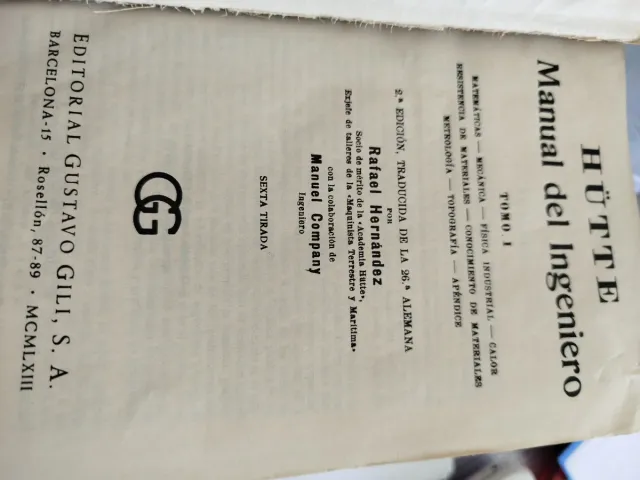 HÜTTE
Manual del Ingeniero
TOMO I
MATEMÁTICAS — MECÁNICA — FÍSICA INDUSTRIAL — CALOR
RESISTENCIA DE MATERIALES — CONOCIMIENTO DE MATERIALES
METROLOGÍA — TOPOGRAFÍA — APÉNDICE
2.ª EDICIÓN, TRADUCIDA DE LA 26.ª ALEMANA
POR
Rafael Hernández
Socio de mérito de la «Academia Hütte»,
Exjefe de talleres de la «Maquinista Terrestre y Marítima»
con la colaboración de
Manuel Company
Ingeniero
SEXTA TIRADA
GG
EDITORIAL GUSTAVO GILI, S. A.
BARCELONA-15 • Rosellón, 87-89 • MCMLXIII